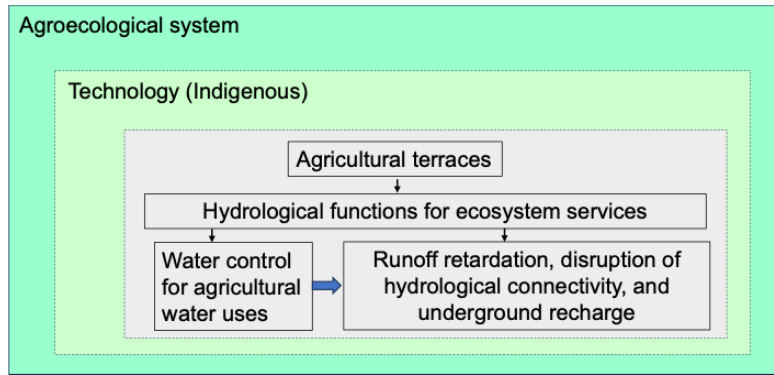 Agroecological system
Technology (Indigenous)
Agricultural terraces
Hydrological functions for ecosystem services
Water control
for agricultural
water uses
Runoff retardation, disruption of
hydrological connectivity, and
underground recharge